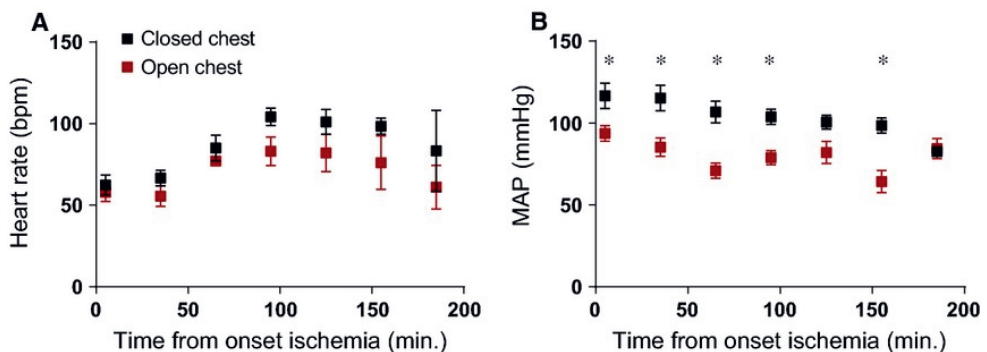 A
150
100
50
0
Heart rate (bpm)
Closed chest
Open chest
0 50 100 150 200
Time from onset ischemia (min.)
B
150
100
50
0
MAP (mmHg)
* * * * *
0 50 100 150 200
Time from onset ischemia (min.)